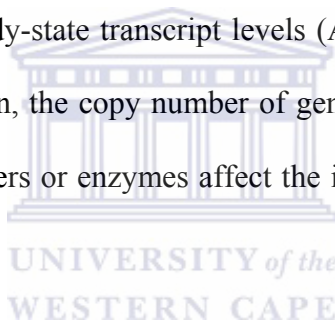 dy-state transcript levels (A
n, the copy number of gen
ers or enzymes affect the i
UNIVERSITY of the
WESTERN CAPE